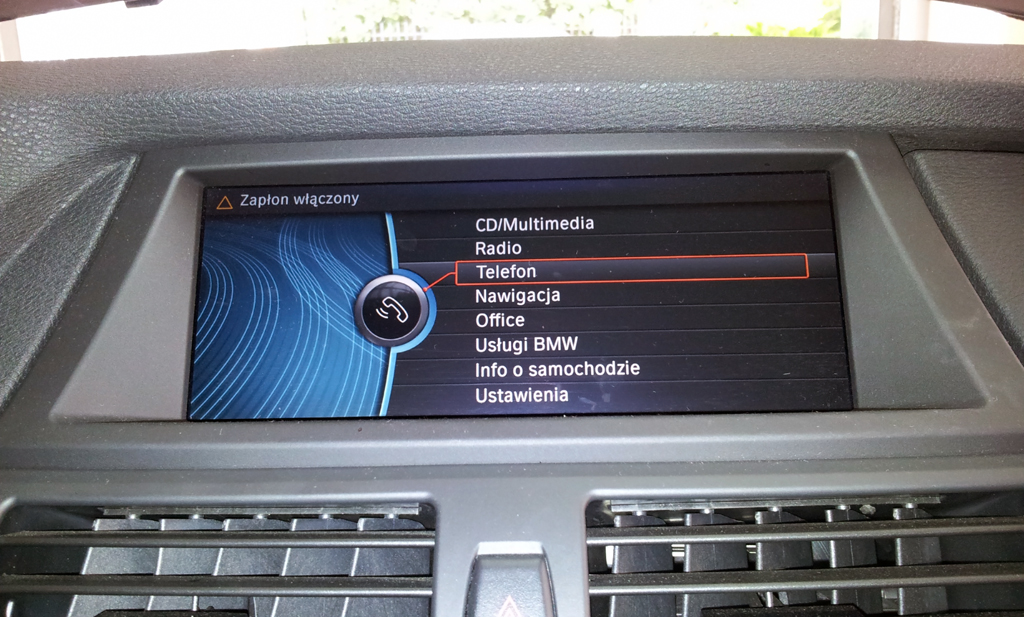 Zapłon włączony
CD/Multimedia
Radio
Telefon
Nawigacja
Office
Usługi BMW
Info o samochodzie
Ustawienia